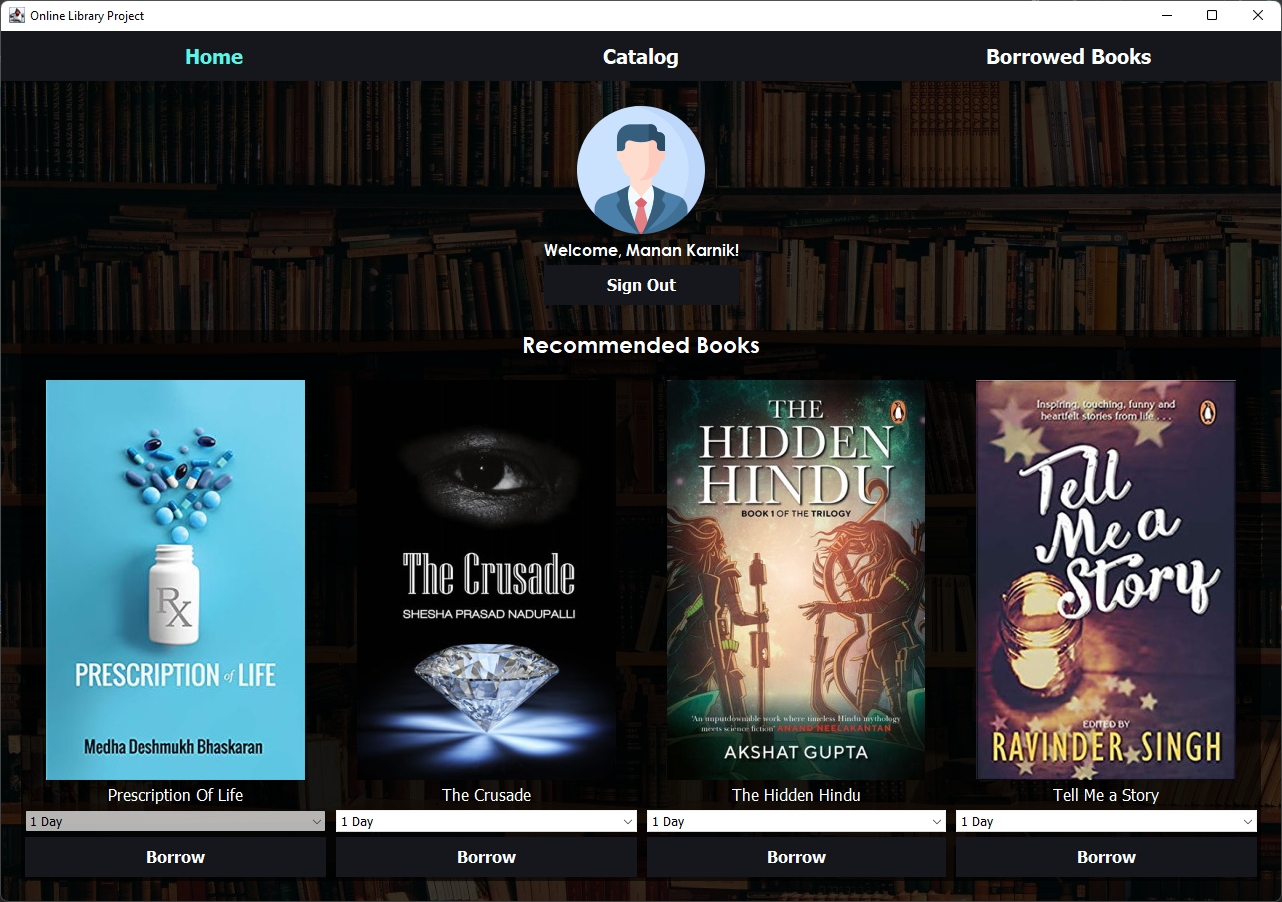 Online Library Project
Home
Catalog
Borrowed Books
Welcome, Manan Karnik!
Sign Out
Recommended Books
RX
PRESCRIPTION of LIFE
Medha Deshmukh Bhaskaran
The Crusade
SHESHA PRASAD NADUPALLI
THE
HIDDEN
HINDU
BOOK 1 OF THE TRILOGY
'An unputdownable work where timeless Hindu mythology
meets science fiction' ANAND NEELAKANTAN
AKSHAT GUPTA
Inspiring, touching, funny and
heartfelt stories from life . . .
Tell
Me a
Story
EDITED BY
RAVINDER SINGH
Prescription Of Life
The Crusade
The Hidden Hindu
Tell Me a Story
1 Day
1 Day
1 Day
1 Day
Borrow
Borrow
Borrow
Borrow